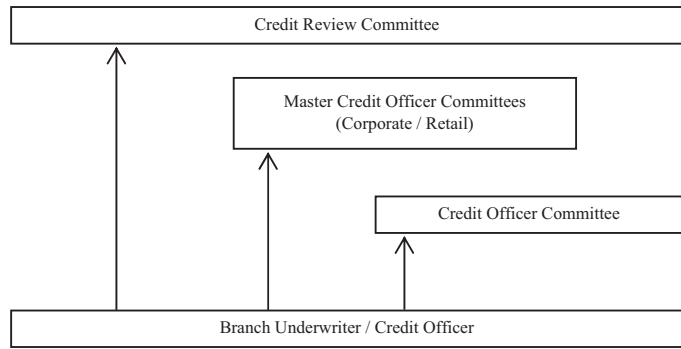 Credit Review Committee
Master Credit Officer Committees
(Corporate / Retail)
Credit Officer Committee
Branch Underwriter / Credit Officer